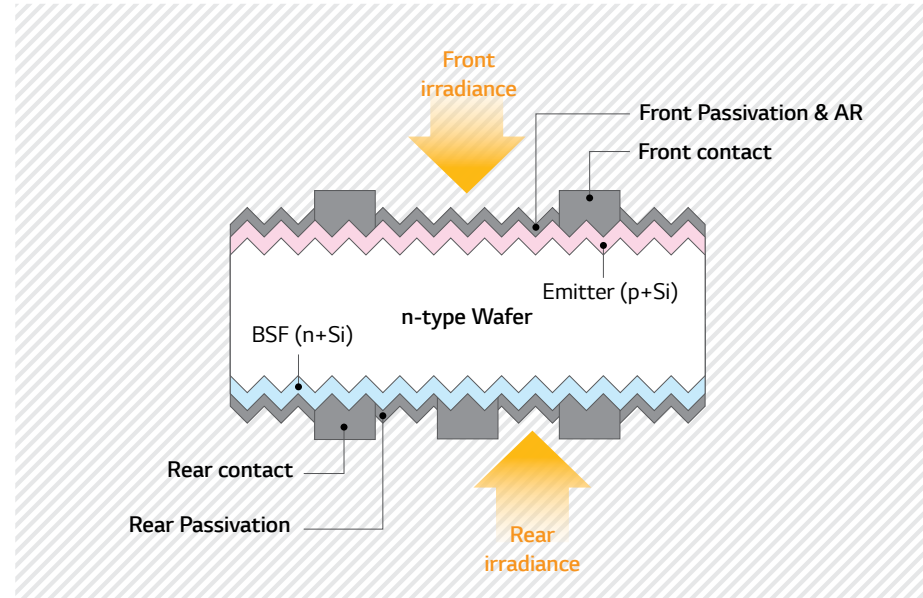 Front
irradiance
Front Passivation & AR
Front contact
Emitter (p+Si)
n-type Wafer
BSF (n+Si)
Rear contact
Rear Passivation
Rear
irradiance